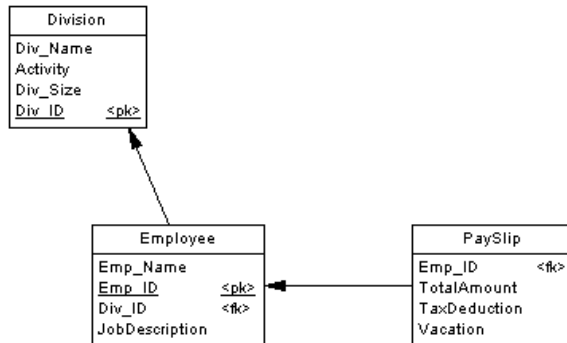 Division
Div_Name
Activity
Div_Size
Div_ID <pk>
Employee
Emp_Name
Emp_ID <pk>
Div_ID <fk>
JobDescription
PaySlip
Emp_ID <fk>
TotalAmount
TaxDeduction
Vacation